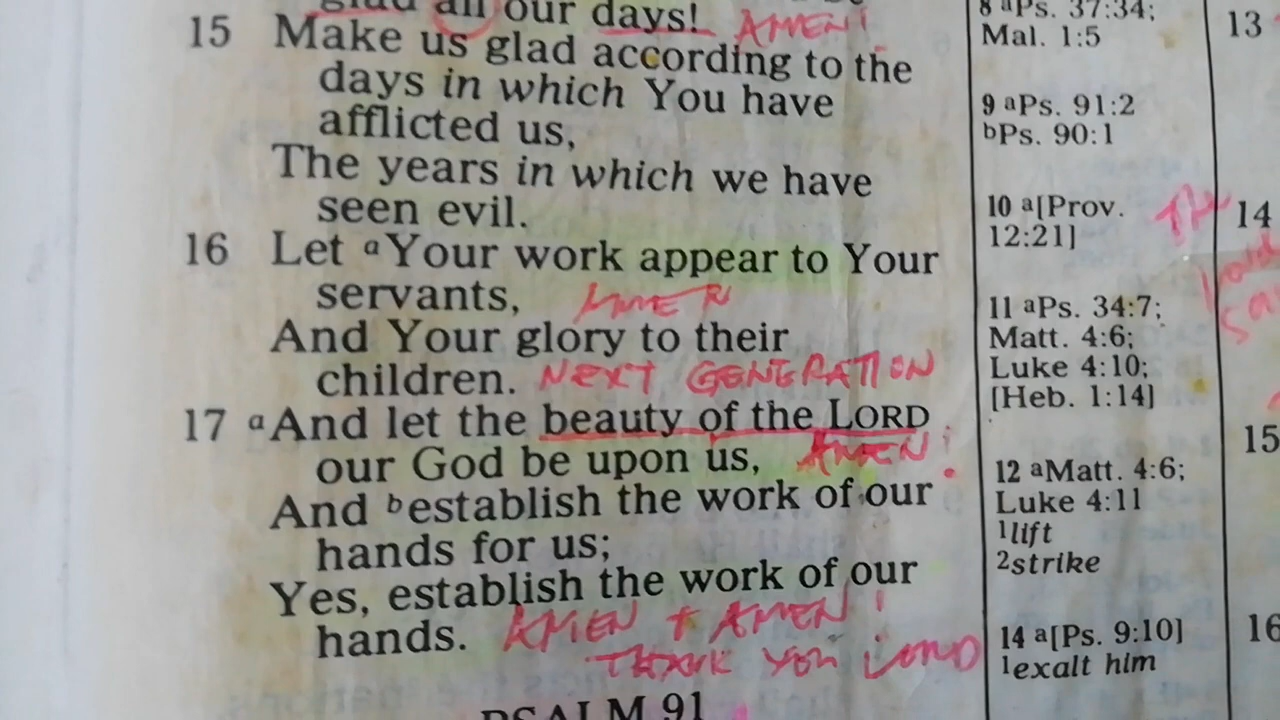 glad all our days! AMEN!
15 Make us glad according to the
days in which You have
afflicted us,
The years in which we have
seen evil.
16 Let aYour work appear to Your
servants, AMEN
And Your glory to their
children. NEXT GENERATION
17 aAnd let the beauty of the LORD
our God be upon us, AMEN!
And bestablish the work of our
hands for us;
Yes, establish the work of our
hands. AMEN + AMEN!
THANK YOU LORD
PSALM 91
8 aPs. 37:34;
Mal. 1:5
9 aPs. 91:2
bPs. 90:1
10 a[Prov.
12:21]
11 aPs. 34:7;
Matt. 4:6;
Luke 4:10;
[Heb. 1:14]
12 aMatt. 4:6;
Luke 4:11
1lift
2strike
14 a[Ps. 9:10]
1exalt him
13
14
15
16